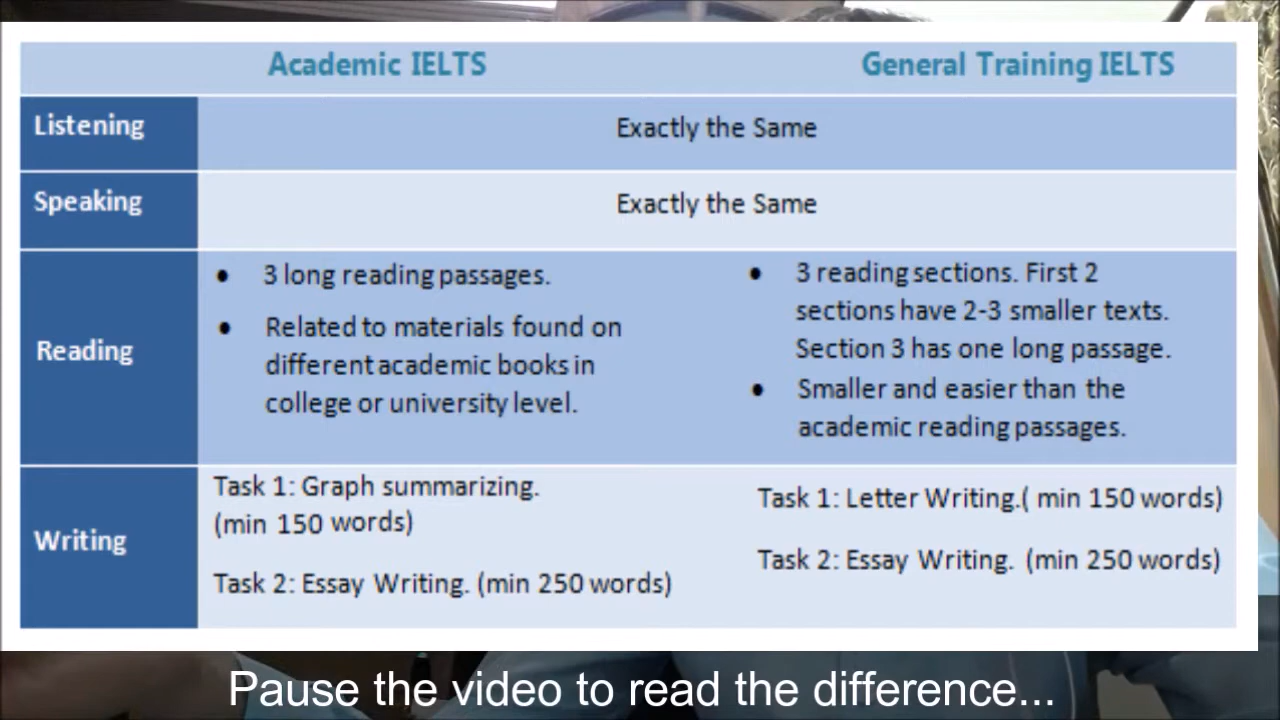 Academic IELTS
General Training IELTS
Listening
Exactly the Same
Speaking
Exactly the Same
Reading
• 3 long reading passages.
• Related to materials found on
different academic books in
college or university level.
• 3 reading sections. First 2
sections have 2-3 smaller texts.
Section 3 has one long passage.
• Smaller and easier than the
academic reading passages.
Writing
Task 1: Graph summarizing.
(min 150 words)
Task 2: Essay Writing. (min 250 words)
Task 1: Letter Writing.( min 150 words)
Task 2: Essay Writing. (min 250 words)
Pause the video to read the difference...